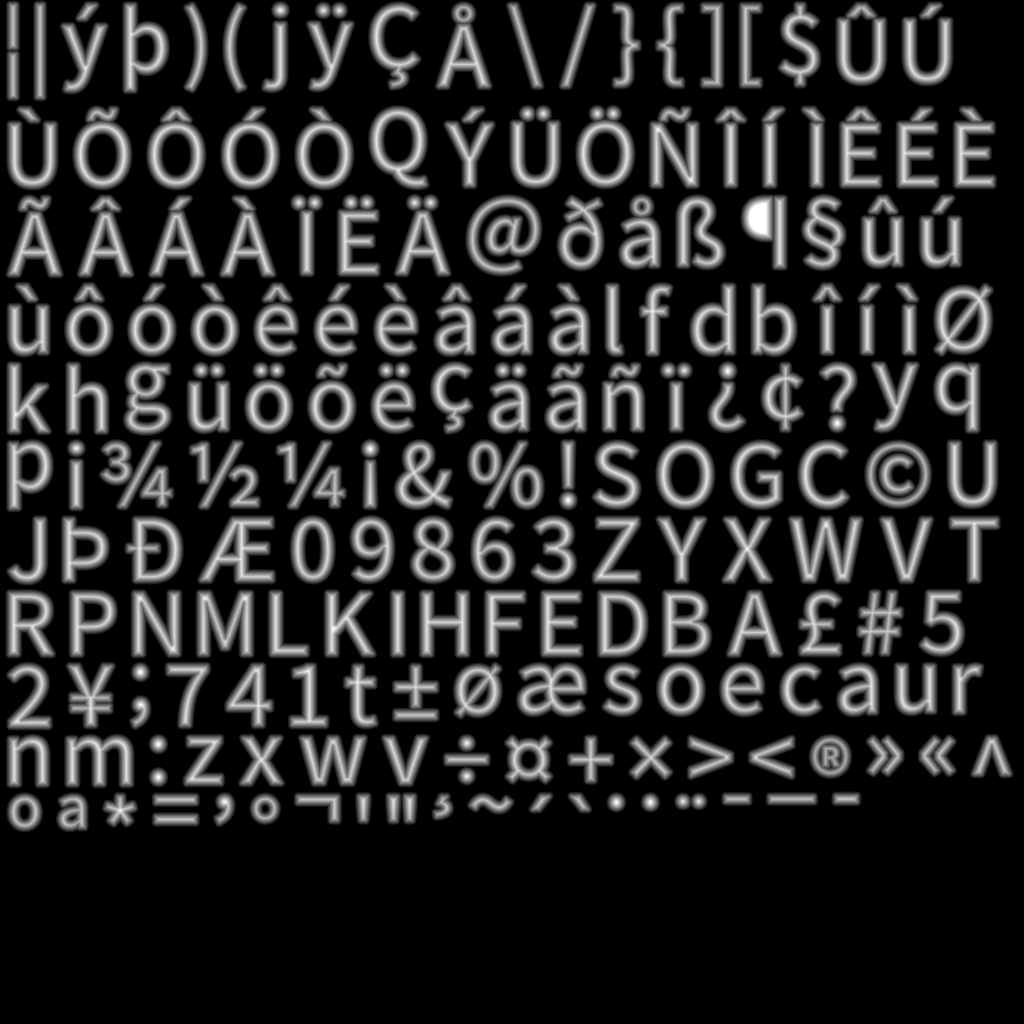 ¦|ýþ)(jÿÇÅ\/}{][$ÛÚ
ÙÕÔÓÒQÝÜÖÑÎÍÌÊÉÈ
ÃÂÁÀÏËÄ@ðåß¶§ûú
ùôóòêéèâáàlfdbîíìØ
khgüöõëçäãñï¿¢?yq
pi¾½¼¡&%!SOGC©U
JÞÐÆ09863ZYXWVT
RPNMLKIHFEDBA£#5
2¥;741t±øæsoecaur
nm:zxwv÷¤+×><®»«^
ºª*=,°¬'"¸~´`˙·¨-¯-